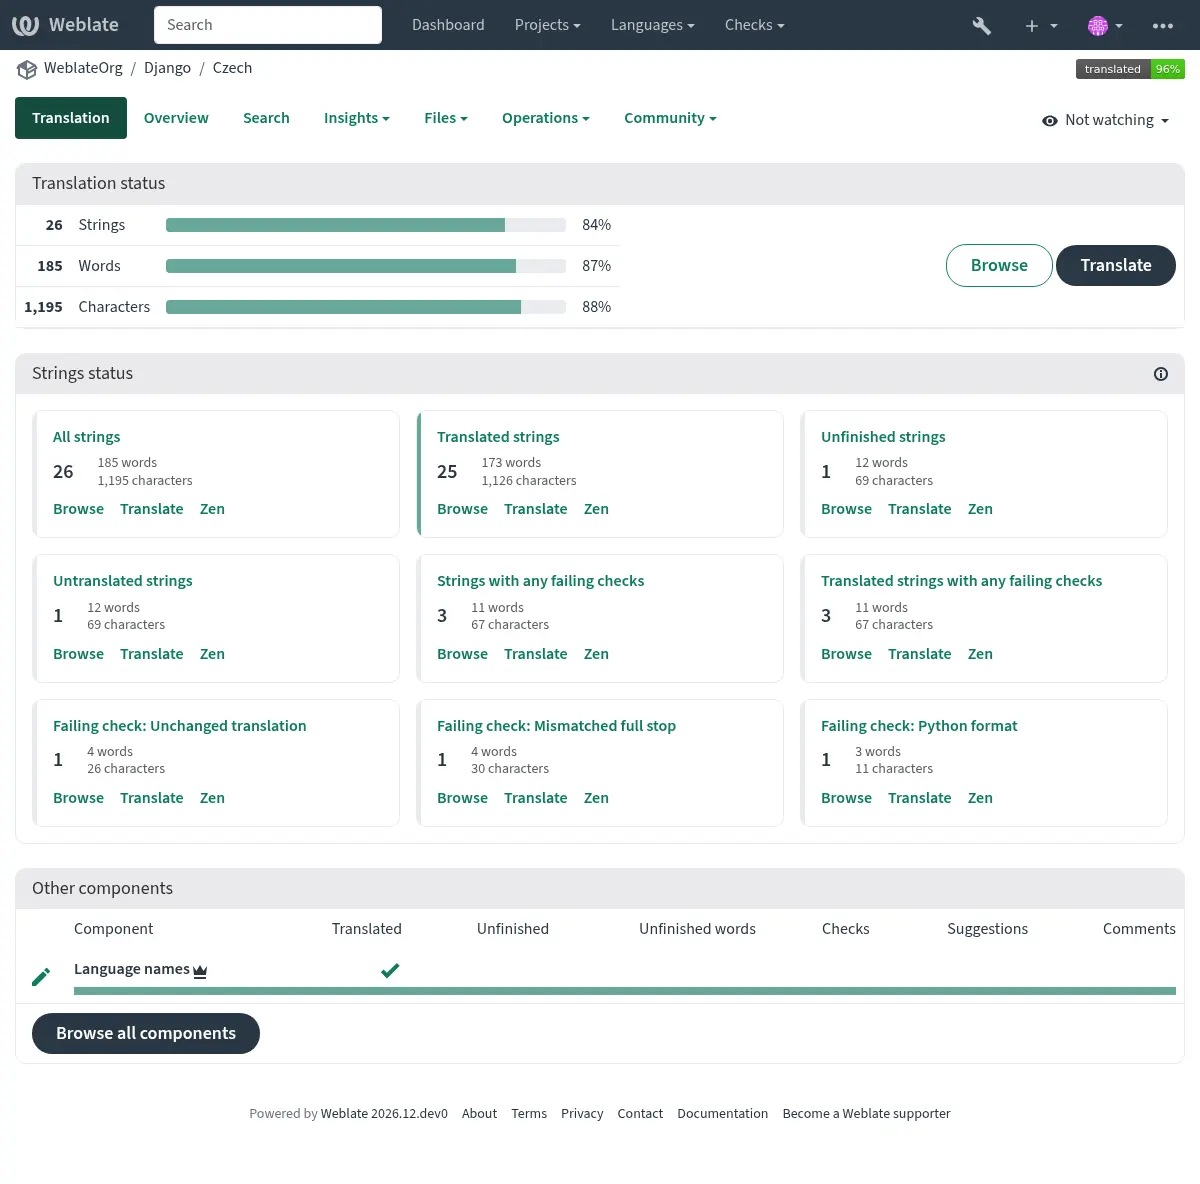 Weblate
Search
Dashboard
Projects
Languages
Checks
WeblateOrg / Django / Czech
translated 96%
Translation
Overview
Search
Insights
Files
Operations
Community
Not watching
Translation status
26 Strings 84%
185 Words 87%
1,195 Characters 88%
Browse
Translate
Strings status
All strings
26
185 words
1,195 characters
Browse Translate Zen
Translated strings
25
173 words
1,126 characters
Browse Translate Zen
Unfinished strings
1
12 words
69 characters
Browse Translate Zen
Untranslated strings
1
12 words
69 characters
Browse Translate Zen
Strings with any failing checks
3
11 words
67 characters
Browse Translate Zen
Translated strings with any failing checks
3
11 words
67 characters
Browse Translate Zen
Failing check: Unchanged translation
1
4 words
26 characters
Browse Translate Zen
Failing check: Mismatched full stop
1
4 words
30 characters
Browse Translate Zen
Failing check: Python format
1
3 words
11 characters
Browse Translate Zen
Other components
Component Translated Unfinished Unfinished words Checks Suggestions Comments
Language names
Browse all components
Powered by Weblate 2026.12.dev0 About Terms Privacy Contact Documentation Become a Weblate supporter